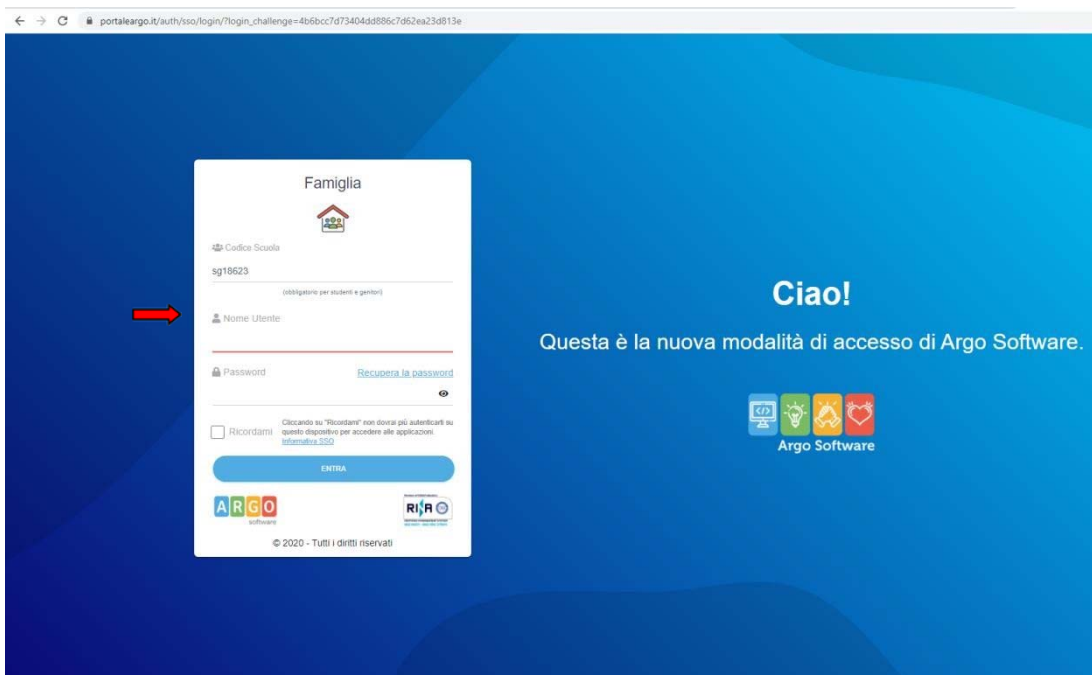 portaleargo.it/auth/sso/login/?login_challenge=4b6bcc7d73404dd886c7d62ea23d813e
Famiglia
Codice Scuola
sg18623
(obbligatorio per studenti e genitori)
Nome Utente
Password Recupera la password
Ricordami
Cliccando su "Ricordami" non dovrai più autenticarti su
questo dispositivo per accedere alle applicazioni.
Informativa SSO
ENTRA
ARGO
software
RINA
© 2020 - Tutti i diritti riservati
Ciao!
Questa è la nuova modalità di accesso di Argo Software.
</>
Argo Software